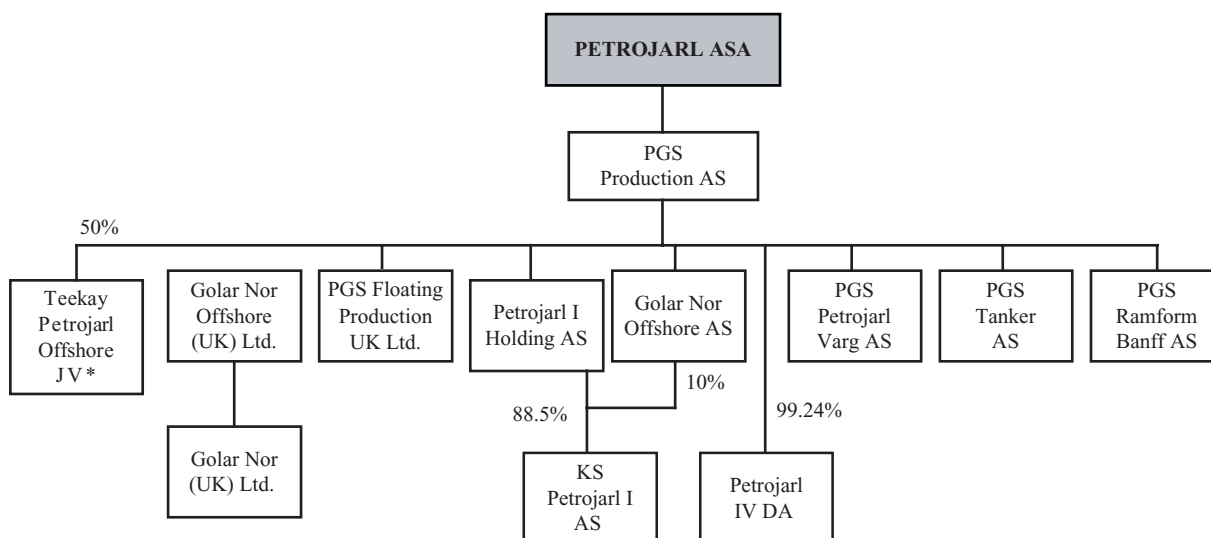 PETROJARL ASA
PGS
Production AS
50%
Teekay
Petrojarl
Offshore
JV*
Golar Nor
Offshore
(UK) Ltd.
PGS Floating
Production
UK Ltd.
Petrojarl I
Holding AS
Golar Nor
Offshore AS
PGS
Petrojarl
Varg AS
PGS
Tanker
AS
PGS
Ramform
Banff AS
88.5%
10%
99.24%
Golar Nor
(UK) Ltd.
KS
Petrojarl I
AS
Petrojarl
IV DA